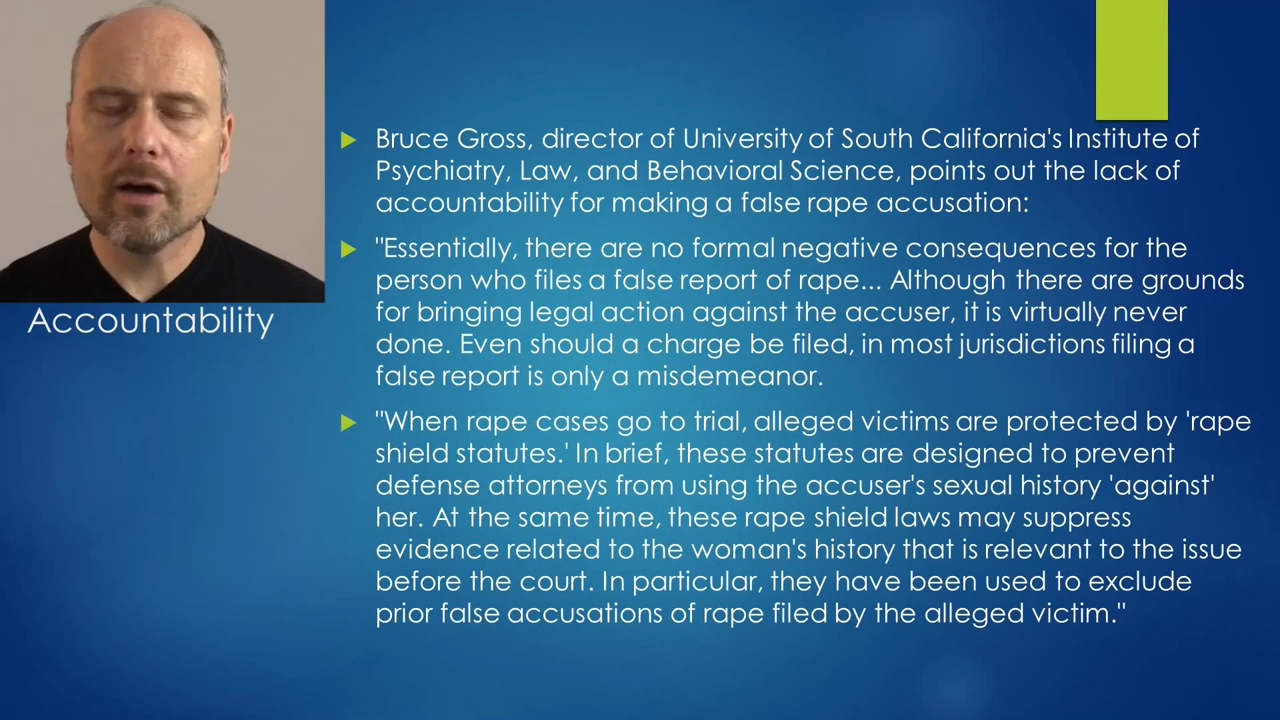 Accountability
Bruce Gross, director of University of South California's Institute of
Psychiatry, Law, and Behavioral Science, points out the lack of
accountability for making a false rape accusation:
"Essentially, there are no formal negative consequences for the
person who files a false report of rape... Although there are grounds
for bringing legal action against the accuser, it is virtually never
done. Even should a charge be filed, in most jurisdictions filing a
false report is only a misdemeanor.
"When rape cases go to trial, alleged victims are protected by 'rape
shield statutes.' In brief, these statutes are designed to prevent
defense attorneys from using the accuser's sexual history 'against'
her. At the same time, these rape shield laws may suppress
evidence related to the woman's history that is relevant to the issue
before the court. In particular, they have been used to exclude
prior false accusations of rape filed by the alleged victim."